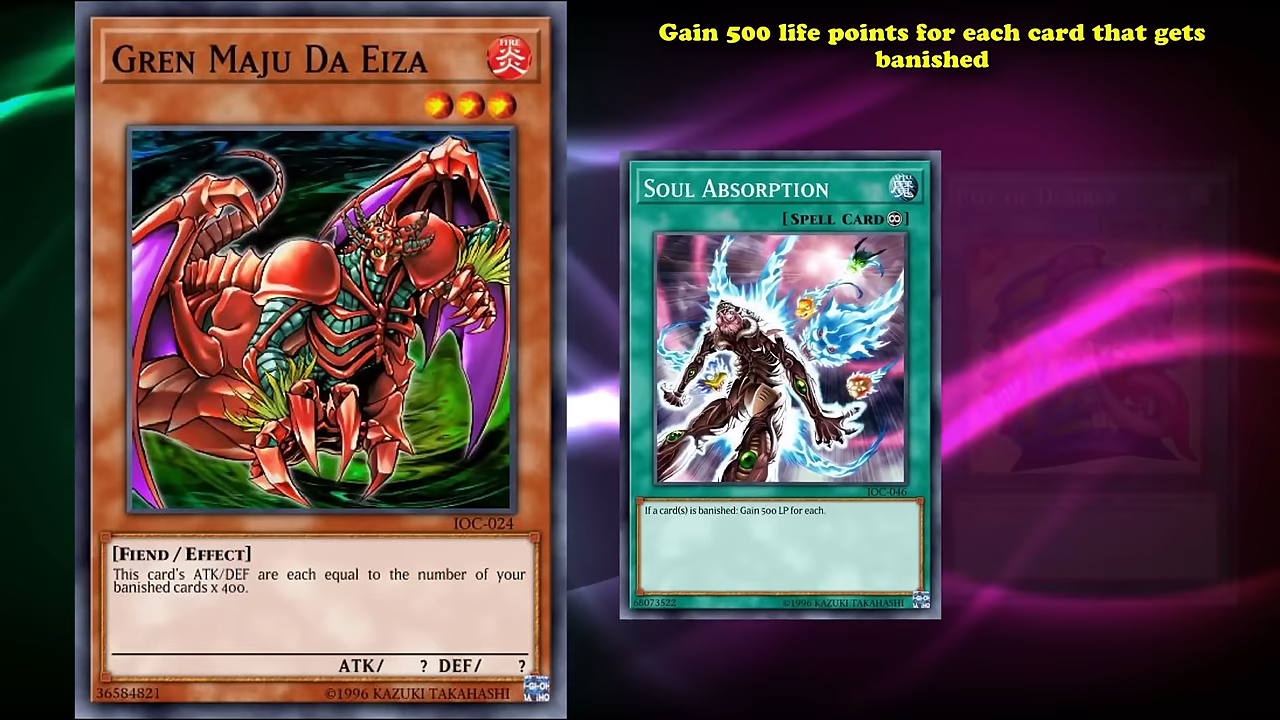 Gain 500 life points for each card that gets
banished
GREN MAJU DA EIZA
FIRE
炎
IOC-024
[FIEND / EFFECT]
This card's ATK/DEF are each equal to the number of your
banished cards x 400.
ATK/ ? DEF/ ?
36584821 ©1996 KAZUKI TAKAHASHI
SOUL ABSORPTION
魔
[SPELL CARD]
IOC-046
If a card(s) is banished: Gain 500 LP for each.
68073522 ©1996 KAZUKI TAKAHASHI